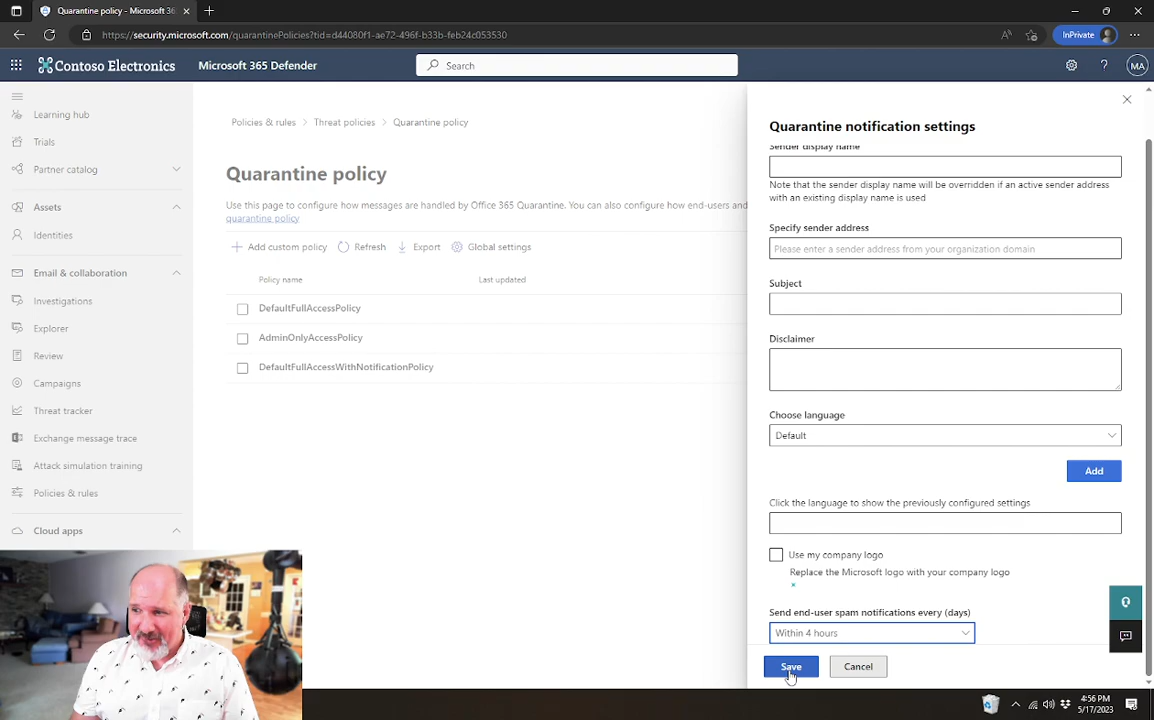 Quarantine policy - Microsoft 36
https://security.microsoft.com/quarantinePolicies?tid=d44080f1-ae72-496f-b33b-feb24c053530
InPrivate
Contoso Electronics
Microsoft 365 Defender
Search
MA
Learning hub
Trials
Partner catalog
Assets
Identities
Email & collaboration
Investigations
Explorer
Review
Campaigns
Threat tracker
Exchange message trace
Attack simulation training
Policies & rules
Cloud apps
Policies & rules > Threat policies > Quarantine policy
Quarantine policy
Use this page to configure how messages are handled by Office 365 Quarantine. You can also configure how end-users and
quarantine policy
Add custom policy Refresh Export Global settings
Policy name Last updated
DefaultFullAccessPolicy
AdminOnlyAccessPolicy
DefaultFullAccessWithNotificationPolicy
Quarantine notification settings
Sender display name
Note that the sender display name will be overridden if an active sender address
with an existing display name is used
Specify sender address
Please enter a sender address from your organization domain
Subject
Disclaimer
Choose language
Default
Add
Click the language to show the previously configured settings
Use my company logo
Replace the Microsoft logo with your company logo
Send end-user spam notifications every (days)
Within 4 hours
Save Cancel
4:56 PM
5/17/2023